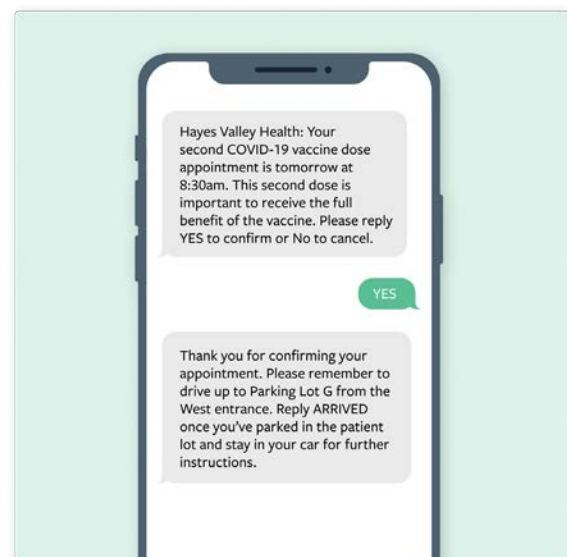 Hayes Valley Health: Your
second COVID-19 vaccine dose
appointment is tomorrow at
8:30am. This second dose is
important to receive the full
benefit of the vaccine. Please reply
YES to confirm or No to cancel.
YES
Thank you for confirming your
appointment. Please remember to
drive up to Parking Lot G from the
West entrance. Reply ARRIVED
once you've parked in the patient
lot and stay in your car for further
instructions.